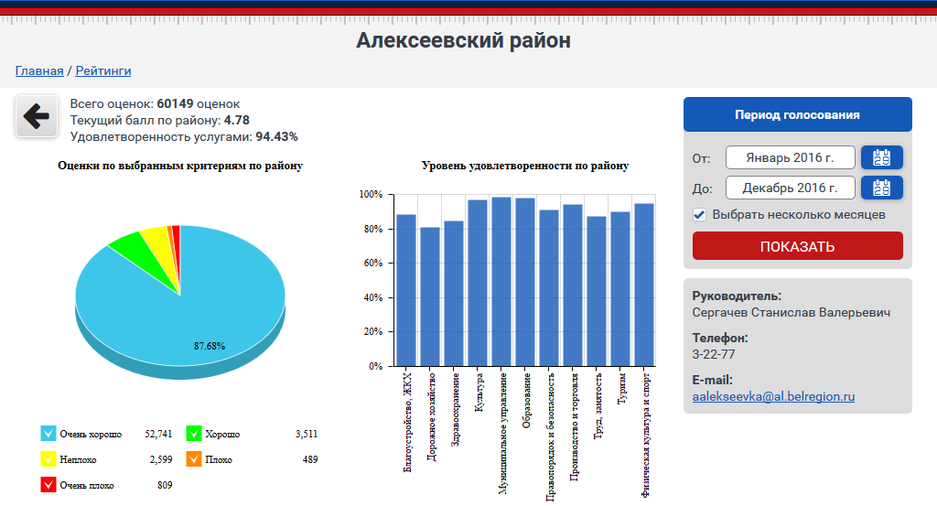 Алексеевский район
Главная / Рейтинги
Всего оценок: 60149 оценок
Текущий балл по району: 4.78
Удовлетворенность услугами: 94.43%
Оценки по выбранным критериям по району
87.68%
Очень хорошо 52,741 Хорошо 3,511
Неплохо 2,599 Плохо 489
Очень плохо 809
Уровень удовлетворенности по району
100%
80%
60%
40%
20%
0%
Благоустройство, ЖКХ
Дорожное хозяйство
Здравоохранение
Культура
Муниципальное управление
Образование
Правопорядок и безопасность
Производство и торговля
Труд, занятость
Туризм
Физическая культура и спорт
Период голосования
От: Январь 2016 г.
До: Декабрь 2016 г.
Выбрать несколько месяцев
ПОКАЗАТЬ
Руководитель:
Сергачев Станислав Валерьевич
Телефон:
3-22-77
E-mail:
aalekseevka@al.belregion.ru